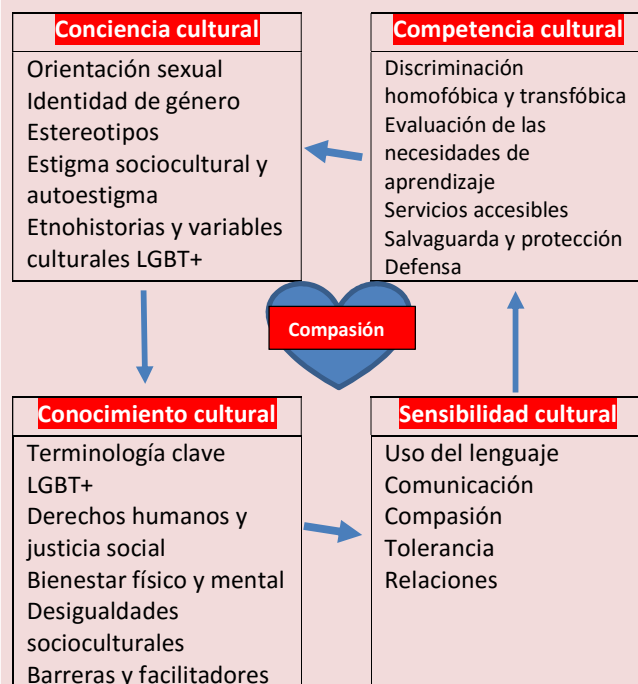 Conciencia cultural
Orientación sexual
Identidad de género
Estereotipos
Estigma sociocultural y
autoestigma
Etnohistorias y variables
culturales LGBT+
Competencia cultural
Discriminación
homofóbica y transfóbica
Evaluación de las
necesidades de
aprendizaje
Servicios accesibles
Salvaguarda y protección
Defensa
Compasión
Conocimiento cultural
Terminología clave
LGBT+
Derechos humanos y
justicia social
Bienestar físico y mental
Desigualdades
socioculturales
Barreras y facilitadores
Sensibilidad cultural
Uso del lenguaje
Comunicación
Compasión
Tolerancia
Relaciones